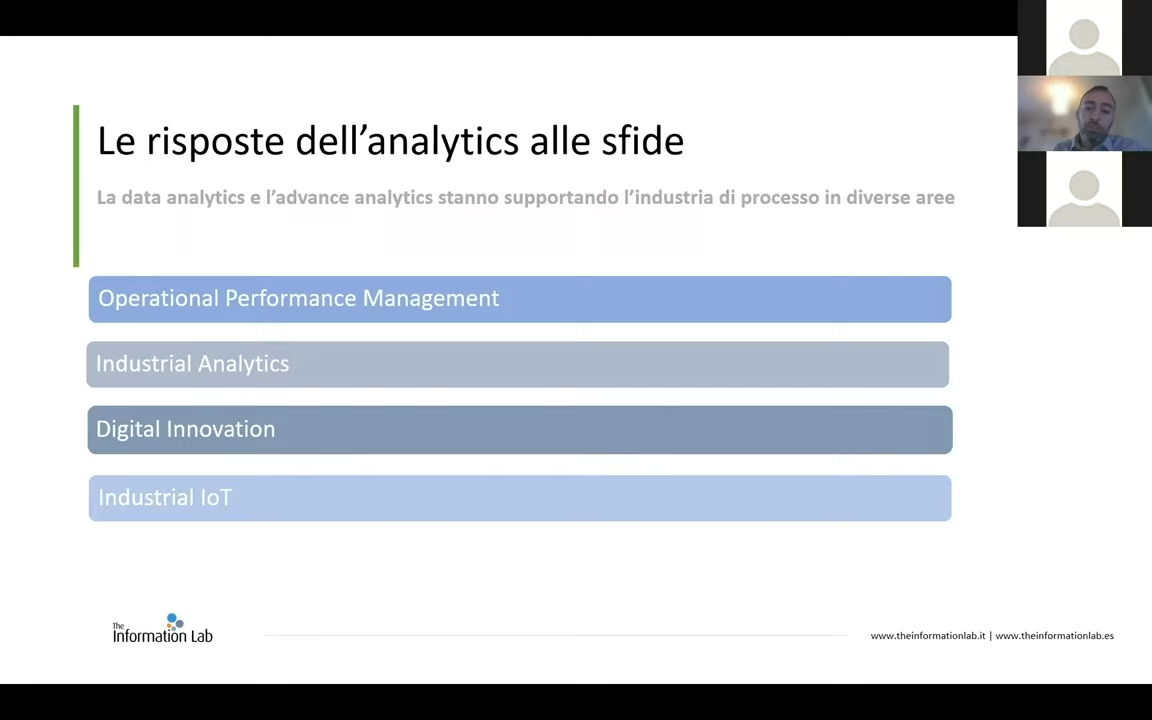 Le risposte dell’analytics alle sfide
La data analytics e l’advance analytics stanno supportando l’industria di processo in diverse aree
Operational Performance Management
Industrial Analytics
Digital Innovation
Industrial IoT
The
Information Lab
www.theinformationlab.it | www.theinformationlab.es